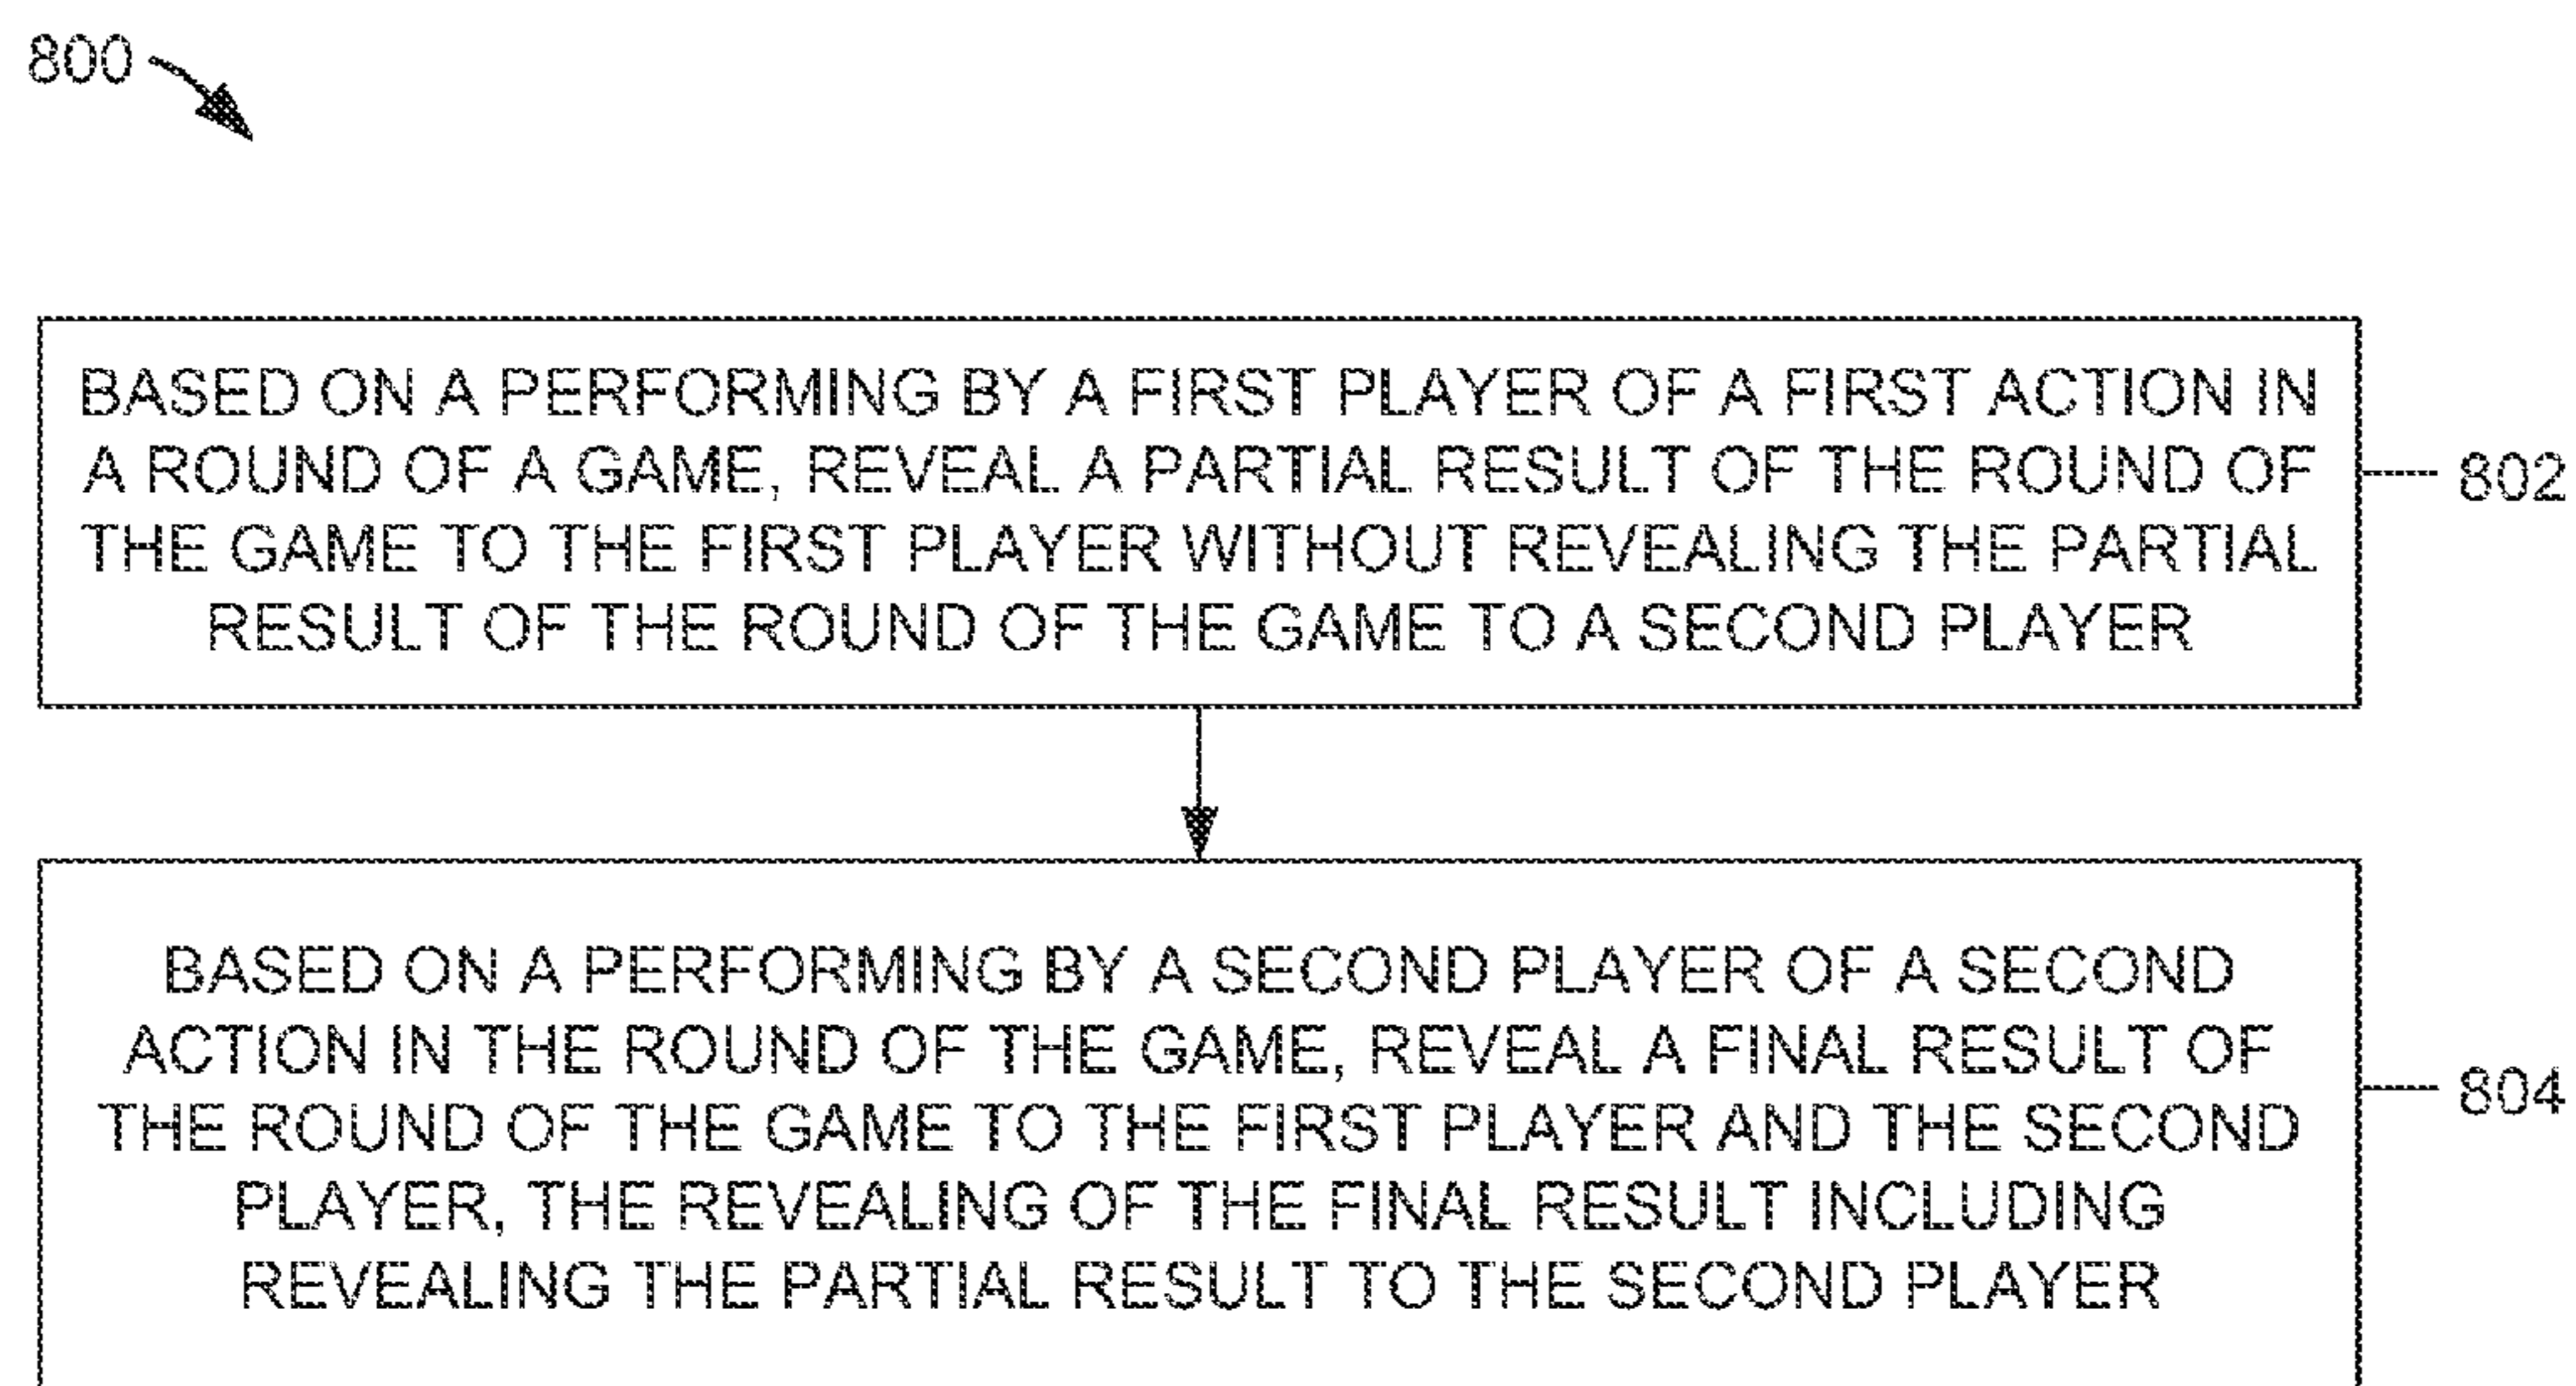 800
BASED ON A PERFORMING BY A FIRST PLAYER OF A FIRST ACTION IN
A ROUND OF A GAME, REVEAL A PARTIAL RESULT OF THE ROUND OF
THE GAME TO THE FIRST PLAYER WITHOUT REVEALING THE PARTIAL
RESULT OF THE ROUND OF THE GAME TO A SECOND PLAYER
802
BASED ON A PERFORMING BY A SECOND PLAYER OF A SECOND
ACTION IN THE ROUND OF THE GAME, REVEAL A FINAL RESULT OF
THE ROUND OF THE GAME TO THE FIRST PLAYER AND THE SECOND
PLAYER, THE REVEALING OF THE FINAL RESULT INCLUDING
REVEALING THE PARTIAL RESULT TO THE SECOND PLAYER
804